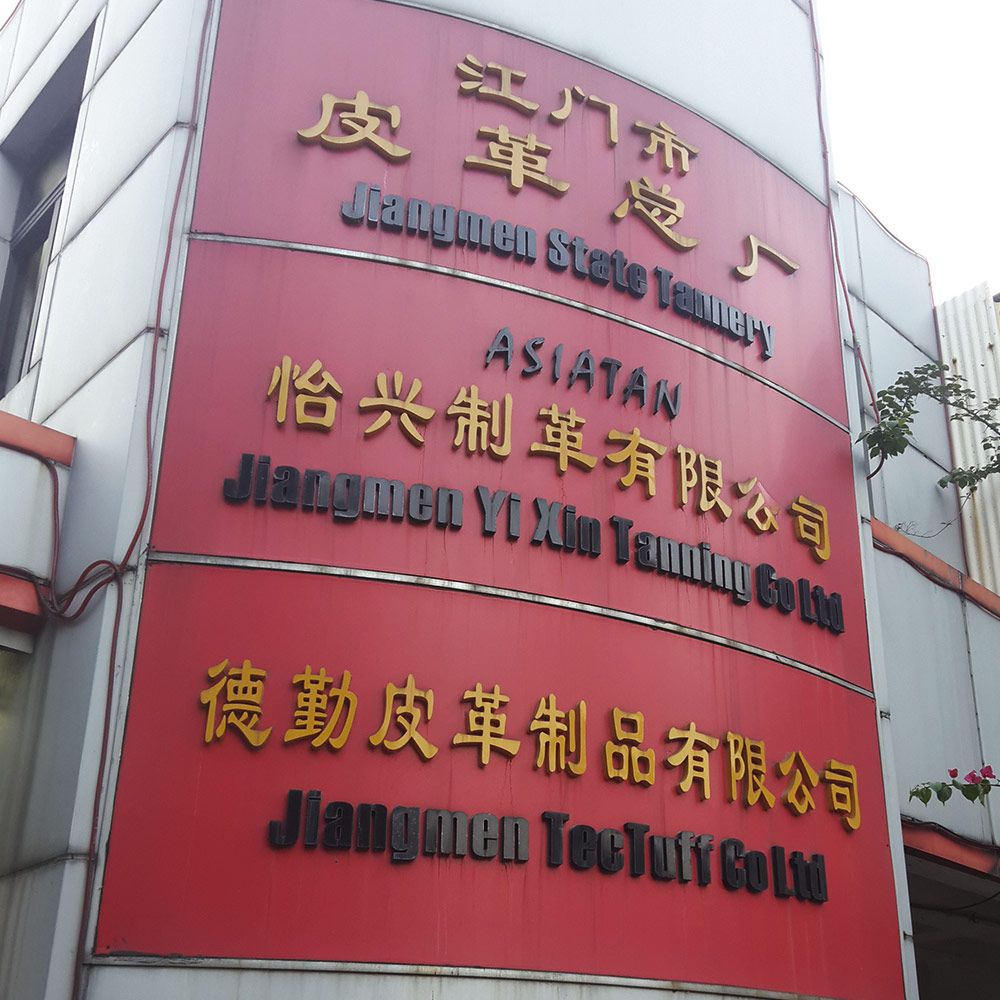 江门市
皮革总厂
Jiangmen State Tannery
ASIATAN
怡兴制革有限公司
Jiangmen Yi Xin Tanning Co Ltd
德勤皮革制品有限公司
Jiangmen TecTuff Co Ltd